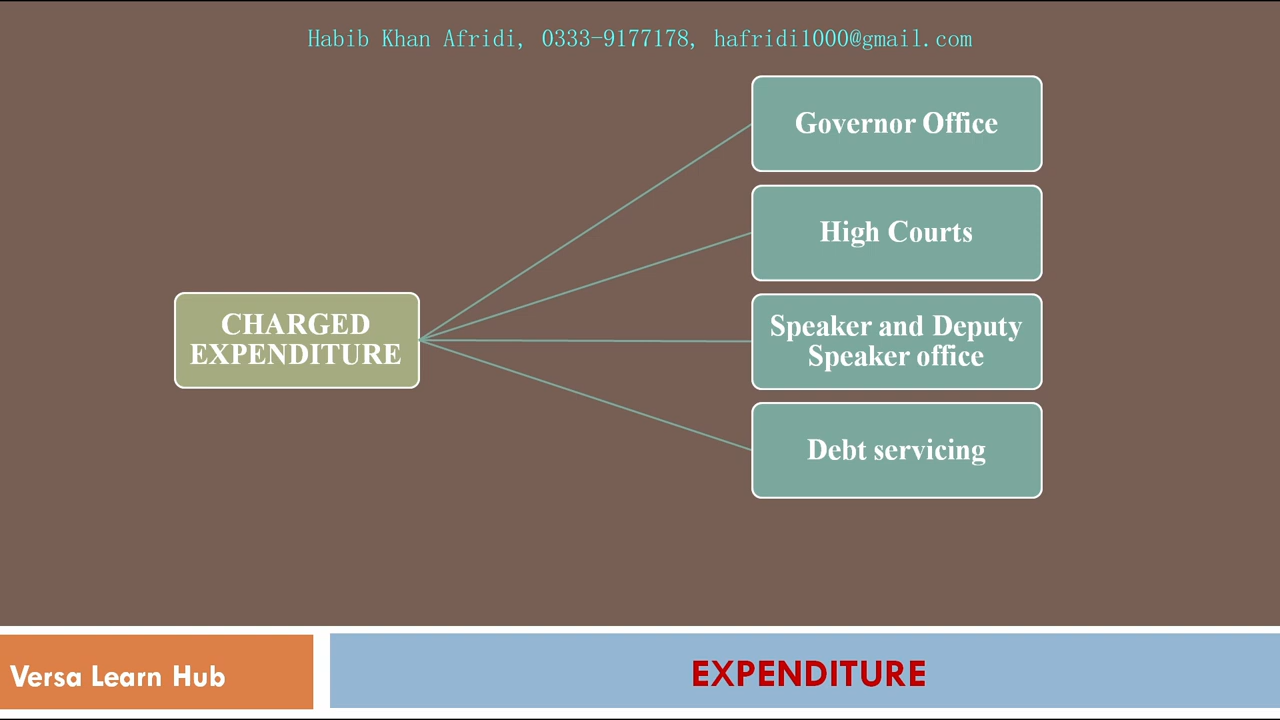 Habib Khan Afridi, 0333-9177178, hafridi1000@gmail.com
Governor Office
High Courts
CHARGED
EXPENDITURE
Speaker and Deputy
Speaker office
Debt servicing
Versa Learn Hub
EXPENDITURE